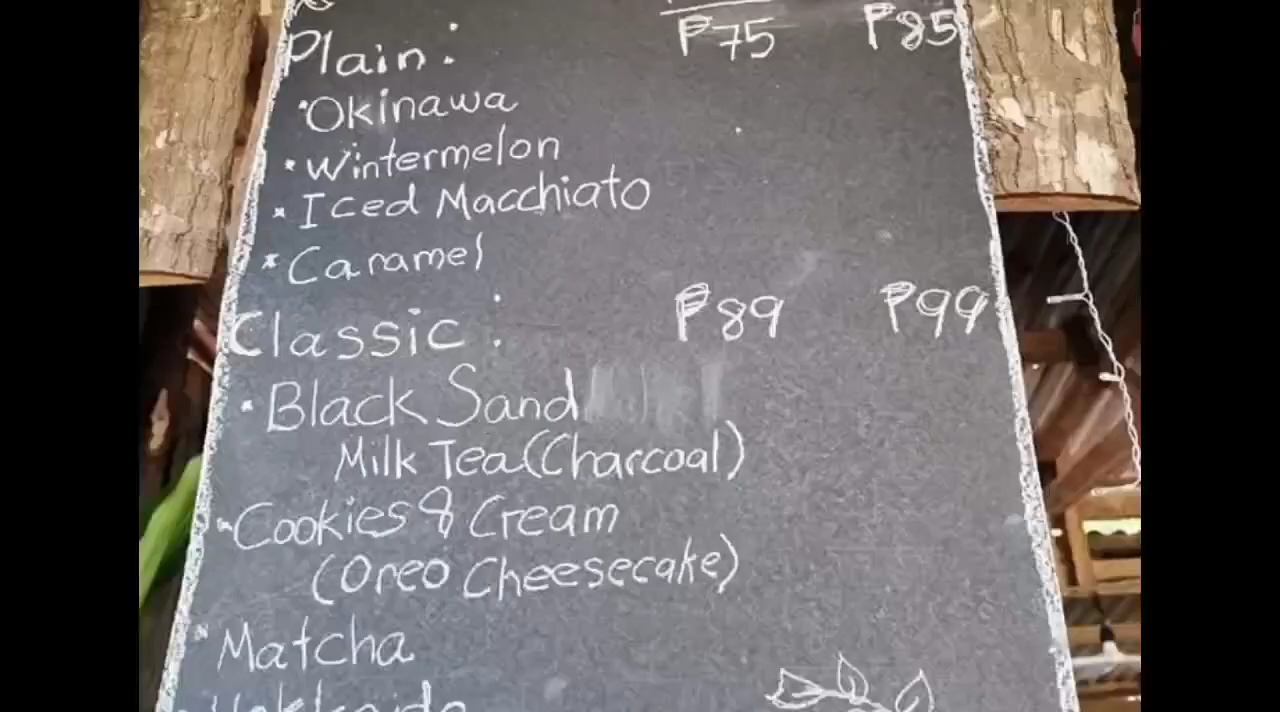 ₱75 ₱85
Plain:
• Okinawa
• Wintermelon
• Iced Macchiato
• Caramel
Classic: ₱89 ₱99
• Black Sand
Milk Tea (Charcoal)
• Cookies & Cream
(Oreo Cheesecake)
• Matcha
• Hokkaido